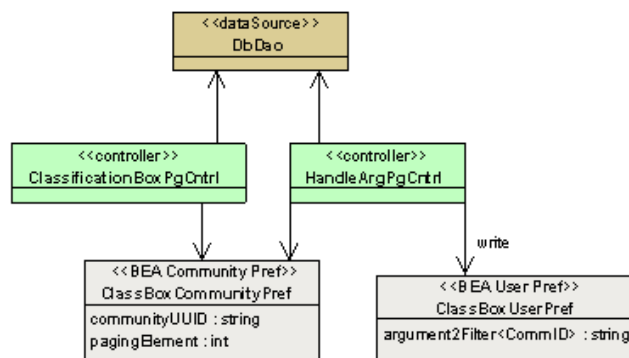 <<dataSource>>
DbDao
<<controller>>
ClassificationBoxPgCntrl
<<controller>>
HandleArgPgCntrl
write
<<BEA Community Pref>>
ClassBoxCommunityPref
communityUUID : string
pagingElement : int
<<BEA User Pref>>
ClassBoxUserPref
argument2Filter<CommID> : string